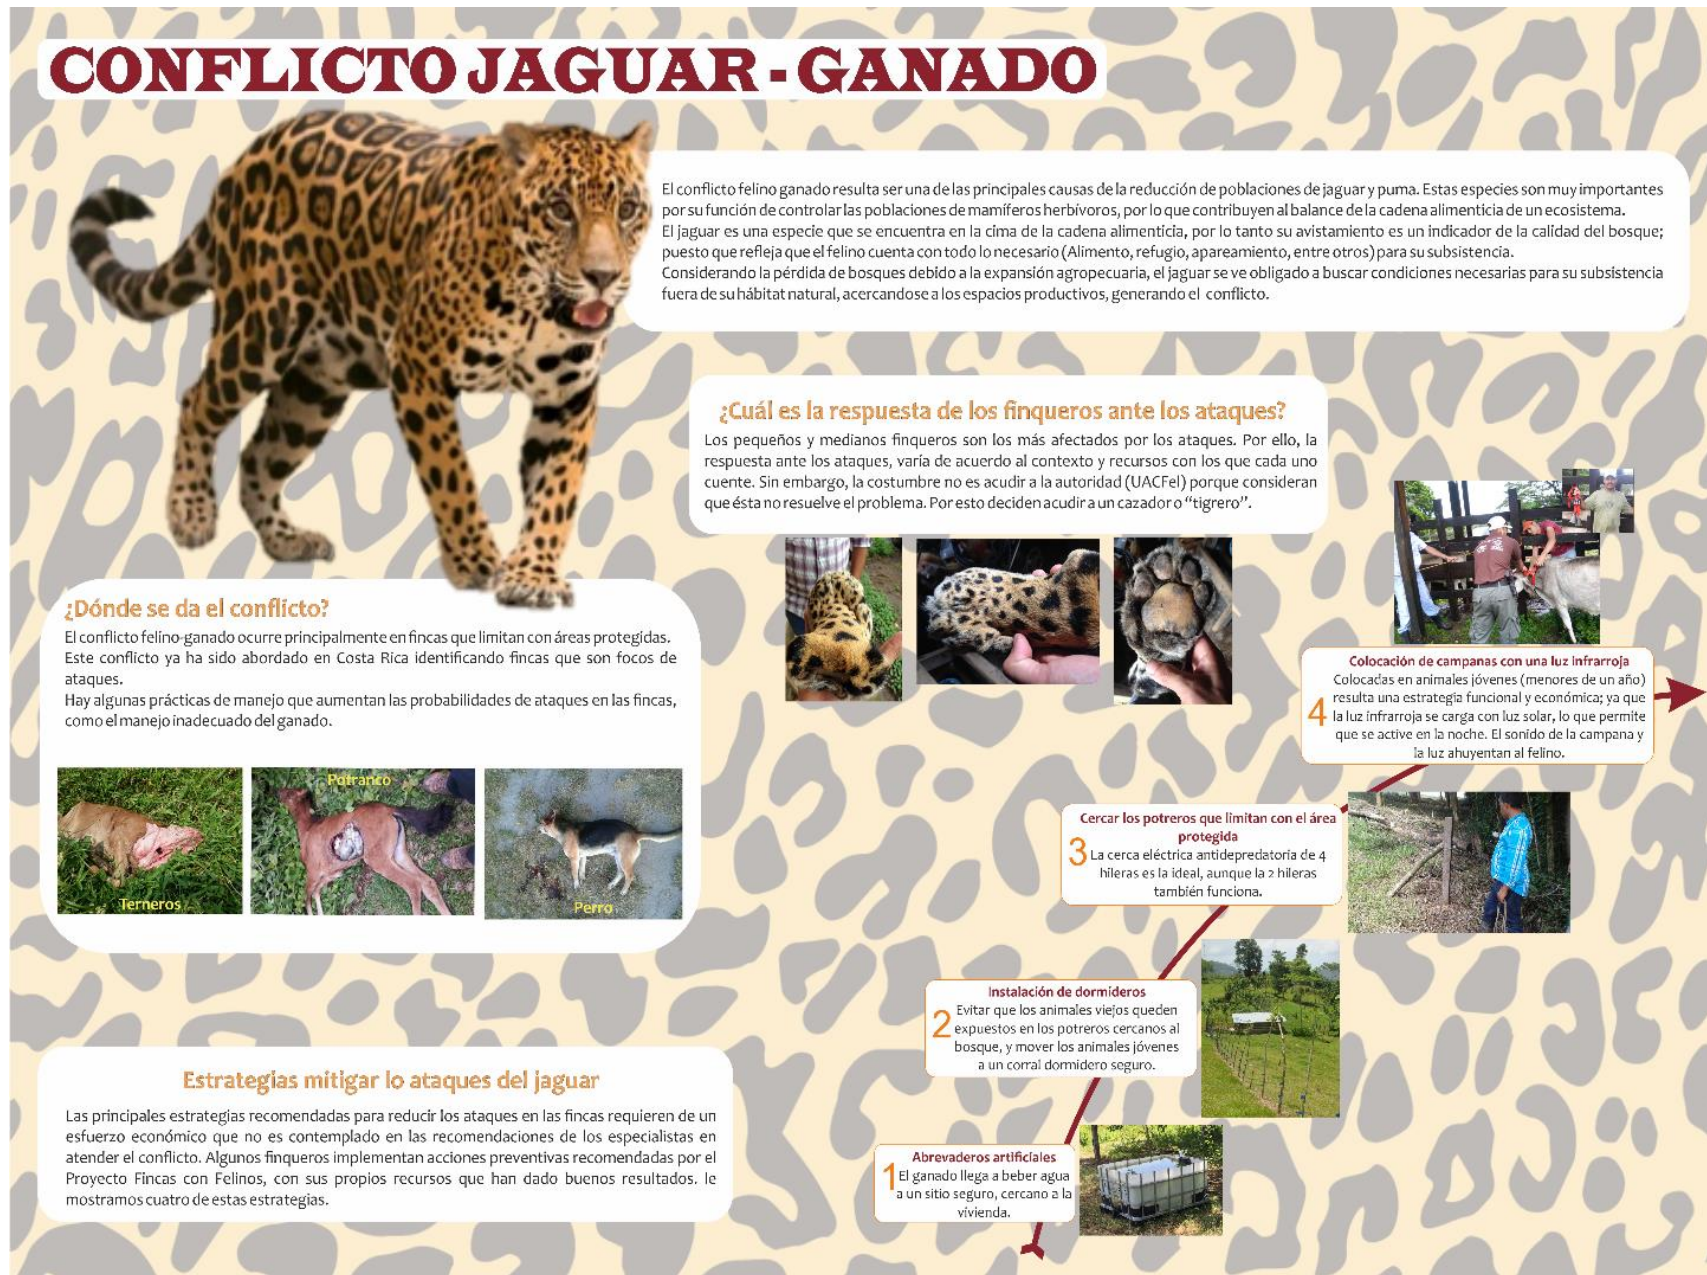 CONFLICTO JAGUAR - GANADO
El conflicto felino ganado resulta ser una de las principales causas de la reducción de poblaciones de jaguar y puma. Estas especies son muy importantes
por su función de controlar las poblaciones de mamíferos herbívoros, por lo que contribuyen al balance de la cadena alimenticia de un ecosistema.
El jaguar es una especie que se encuentra en la cima de la cadena alimenticia, por lo tanto su avistamiento es un indicador de la calidad del bosque;
puesto que refleja que el felino cuenta con todo lo necesario (Alimento, refugio, apareamiento, entre otros) para su subsistencia.
Considerando la pérdida de bosques debido a la expansión agropecuaria, el jaguar se ve obligado a buscar condiciones necesarias para su subsistencia
fuera de su hábitat natural, acercandose a los espacios productivos, generando el conflicto.
¿Cuál es la respuesta de los finqueros ante los ataques?
Los pequeños y medianos finqueros son los más afectados por los ataques. Por ello, la
respuesta ante los ataques, varía de acuerdo al contexto y recursos con los que cada uno
cuente. Sin embargo, la costumbre no es acudir a la autoridad (UACFel) porque consideran
que ésta no resuelve el problema. Por esto deciden acudir a un cazador o “tigrero”.
¿Dónde se da el conflicto?
El conflicto felino-ganado ocurre principalmente en fincas que limitan con áreas protegidas.
Este conflicto ya ha sido abordado en Costa Rica identificando fincas que son focos de
ataques.
Hay algunas prácticas de manejo que aumentan las probabilidades de ataques en las fincas,
como el manejo inadecuado del ganado.
Terneros
Potranco
Perro
Estrategias mitigar lo ataques del jaguar
Las principales estrategias recomendadas para reducir los ataques en las fincas requieren de un
esfuerzo económico que no es contemplado en las recomendaciones de los especialistas en
atender el conflicto. Algunos finqueros implementan acciones preventivas recomendadas por el
Proyecto Fincas con Felinos, con sus propios recursos que han dado buenos resultados. le
mostramos cuatro de estas estrategias.
1
Abrevaderos artificiales
El ganado llega a beber agua
a un sitio seguro, cercano a la
vivienda.
2
Instalación de dormideros
Evitar que los animales viejos queden
expuestos en los potreros cercanos al
bosque, y mover los animales jóvenes
a un corral dormidero seguro.
3
Cercar los potreros que limitan con el área
protegida
La cerca eléctrica antidepredatoria de 4
hileras es la ideal, aunque la 2 hileras
también funciona.
4
Colocación de campanas con una luz infrarroja
Colocadas en animales jóvenes (menores de un año)
resulta una estrategia funcional y económica; ya que
la luz infrarroja se carga con luz solar, lo que permite
que se active en la noche. El sonido de la campana y
la luz ahuyentan al felino.